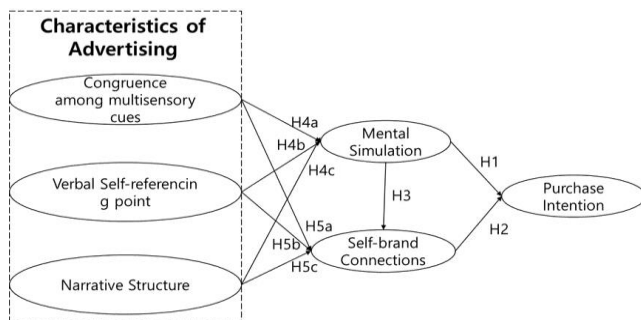 Characteristics of
Advertising
Congruence
among multisensory
cues
Verbal Self-referencin
g point
Narrative Structure
H4a
H4b
H4c
H5a
H5b
H5c
Mental
Simulation
H3
Self-brand
Connections
H1
H2
Purchase
Intention